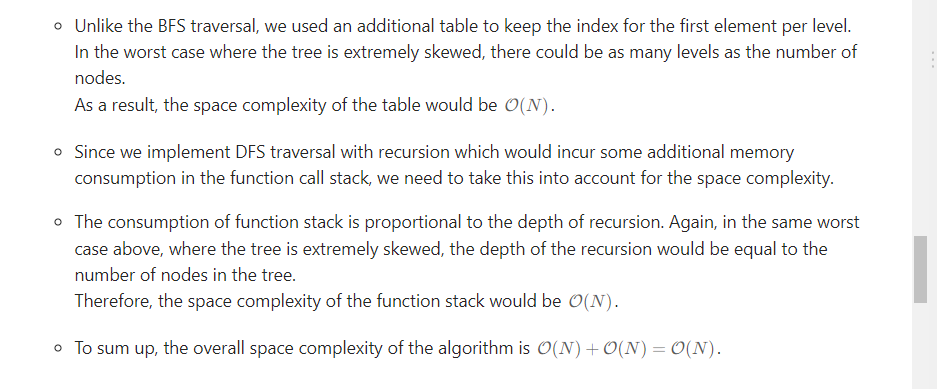 Unlike the BFS traversal, we used an additional table to keep the index for the first element per level.
In the worst case where the tree is extremely skewed, there could be as many levels as the number of
nodes.
As a result, the space complexity of the table would be O(N).
Since we implement DFS traversal with recursion which would incur some additional memory
consumption in the function call stack, we need to take this into account for the space complexity.
The consumption of function stack is proportional to the depth of recursion. Again, in the same worst
case above, where the tree is extremely skewed, the depth of the recursion would be equal to the
number of nodes in the tree.
Therefore, the space complexity of the function stack would be O(N).
To sum up, the overall space complexity of the algorithm is O(N) + O(N) = O(N).